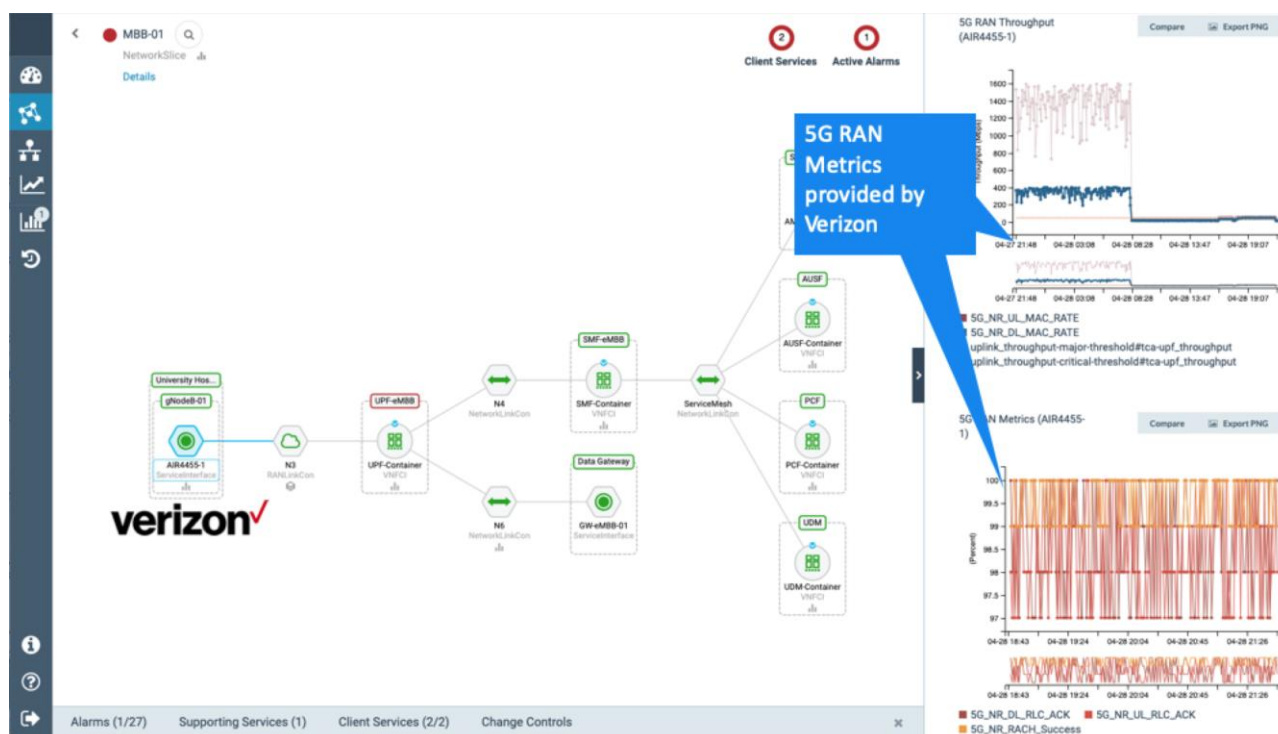 MBB-01
NetworkSlice
Details
2
Client Services
1
Active Alarms
1
University Hos...
gNodeB-01
AIR4455-1
ServiceInterface
N3
RANLinkCon
UPF-eMBB
UPF-Container
VNFCI
N4
NetworkLinkCon
N6
NetworkLinkCon
SMF-eMBB
SMF-Container
VNFCI
Data Gateway
GW-eMBB-01
ServiceInterface
ServiceMesh
NetworkLinkCon
AUSF
AUSF-Container
VNFCI
PCF
PCF-Container
VNFCI
UDM
UDM-Container
VNFCI
verizon
5G RAN
Metrics
provided by
Verizon
5G RAN Throughput
(AIR4455-1)
Compare
Export PNG
1600
1400
1200
1000
800
600
400
200
0
04-27 21:48 04-28 03:08 04-28 08:28 04-28 13:47 04-28 19:07
04-27 21:48 04-28 03:08 04-28 08:28 04-28 13:47 04-28 19:07
5G_NR_UL_MAC_RATE
5G_NR_DL_MAC_RATE
uplink_throughput-major-threshold#tca-upf_throughput
uplink_throughput-critical-threshold#tca-upf_throughput
Metrics (AIR4455-
1)
Compare
Export PNG
(Percent)
100
99.5
99
98.5
98
97.5
97
04-28 18:43 04-28 19:24 04-28 20:04 04-28 20:45 04-28 21:26
04-28 18:43 04-28 19:24 04-28 20:04 04-28 20:45 04-28 21:26
5G_NR_DL_RLC_ACK 5G_NR_UL_RLC_ACK
5G_NR_RACH_Success
Alarms (1/27) Supporting Services (1) Client Services (2/2) Change Controls